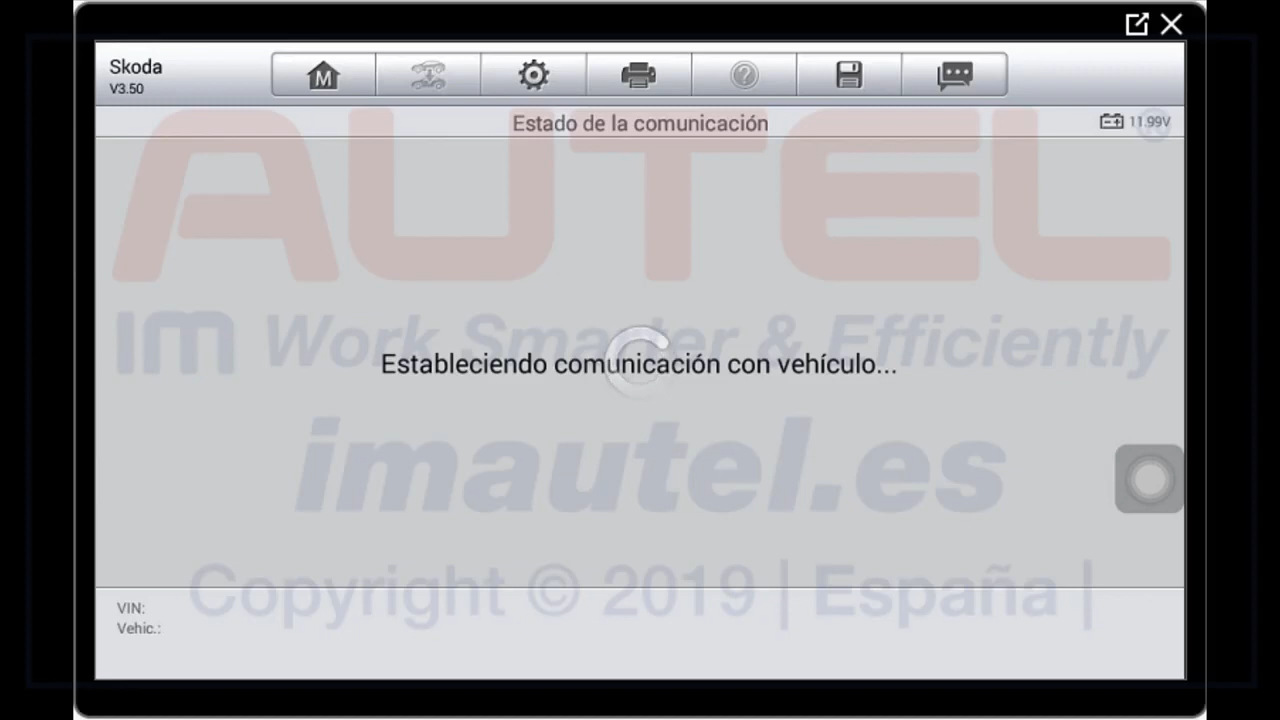 Skoda
V3.50
M
Estado de la comunicación
11.99V
AUTEL®
im Work Smarter & Efficiently
Estableciendo comunicación con vehículo...
imautel.es
Copyright © 2019 | España |
VIN:
Vehic.: